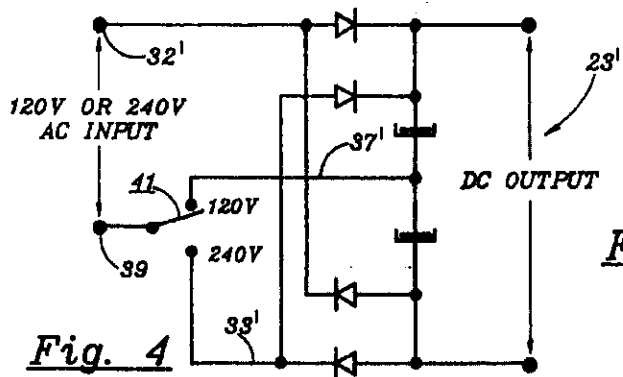 32'
23'
120V OR 240V
AC INPUT
37'
41
120V
DC OUTPUT
39
240V
F
33'
Fig. 4